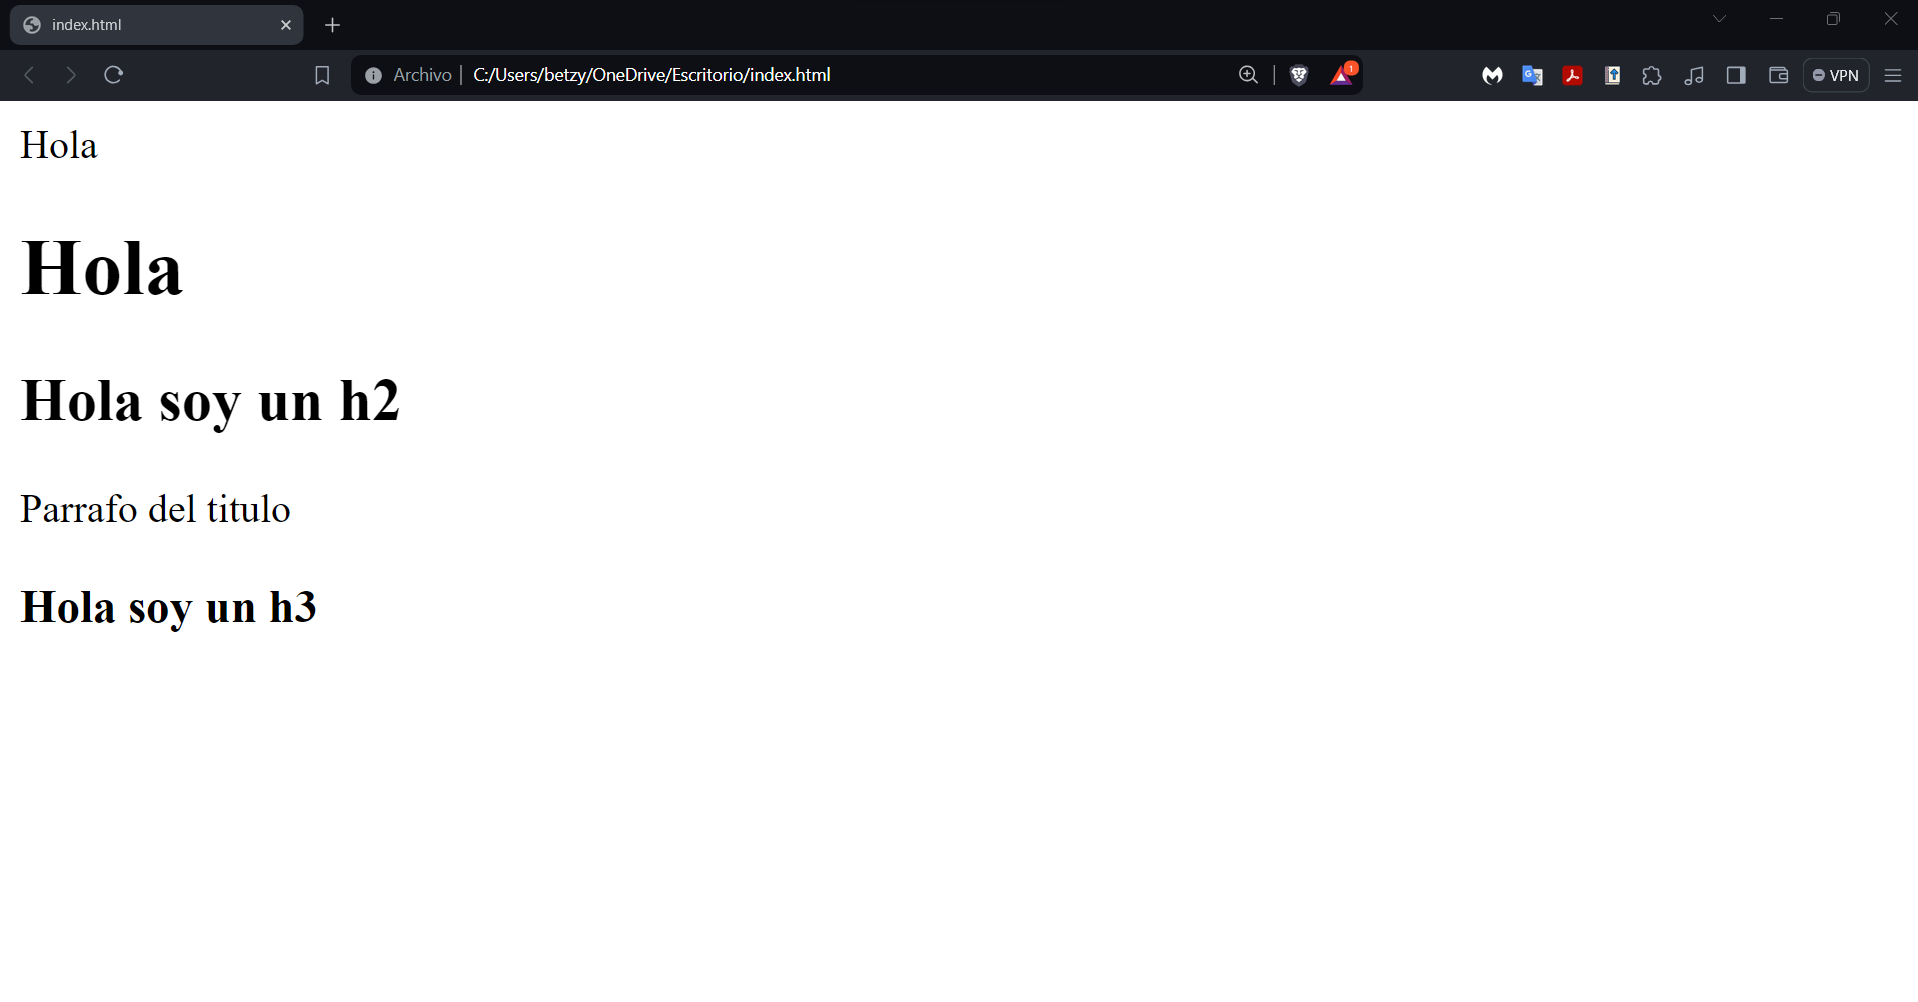 index.html
Archivo | C:/Users/betzy/OneDrive/Escritorio/index.html
1
VPN
Hola
Hola
Hola soy un h2
Parrafo del titulo
Hola soy un h3